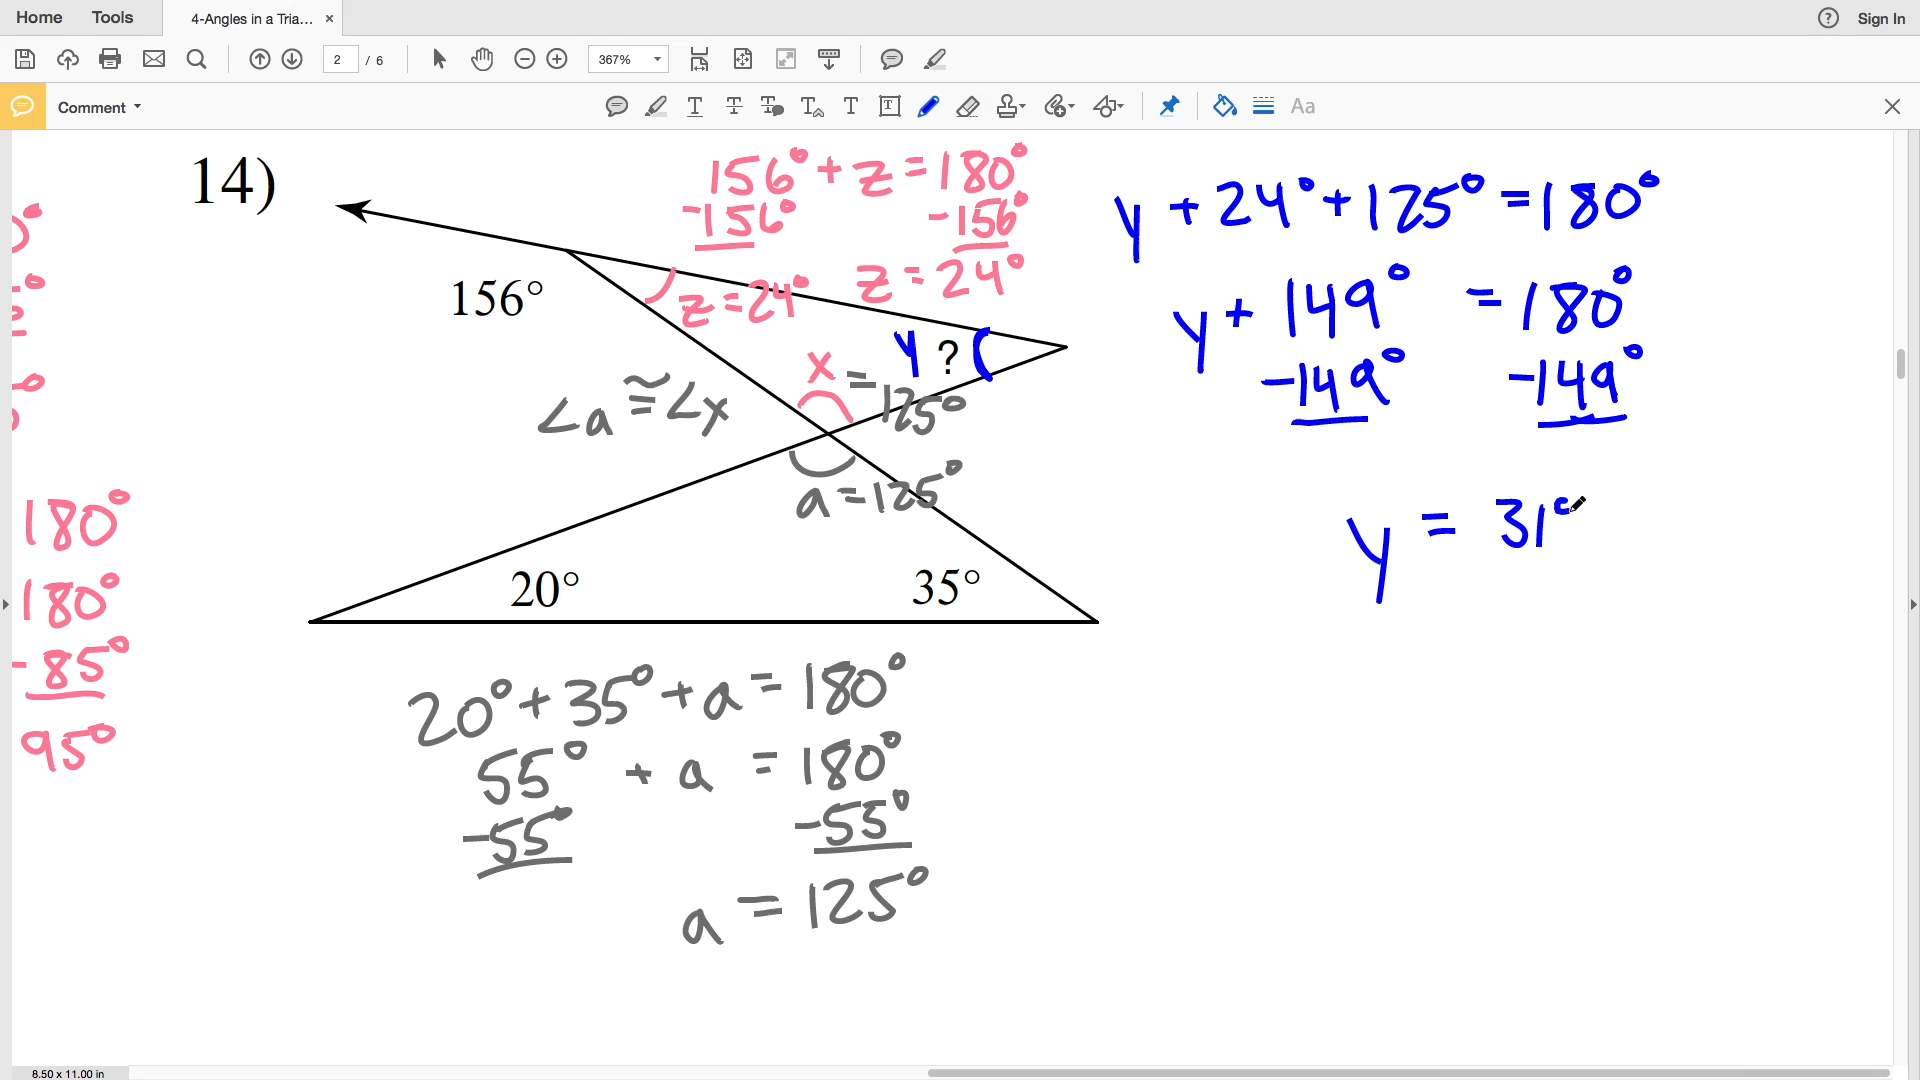 Home Tools 4-Angles in a Tria... × ? Sign In
2 / 6 367%
Comment Aa
14)
156° + z = 180°
-156° -156°
z = 24°
156°
z = 24°
x = 125°
y ?
∠a ≅ ∠x
a = 125°
20° 35°
20° + 35° + a = 180°
55° + a = 180°
-55° -55°
a = 125°
y + 24° + 125° = 180°
y + 149° = 180°
-149° -149°
y = 31°
180°
180°
- 85°
95°
8.50 x 11.00 in